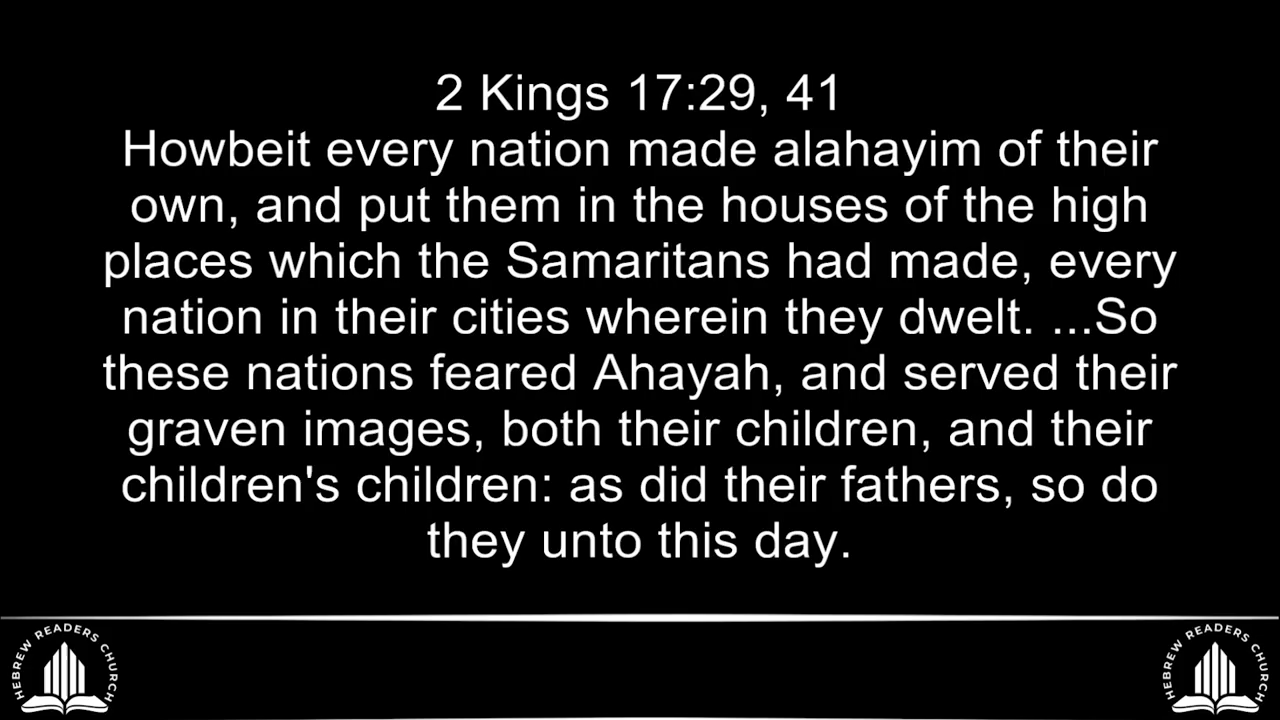 2 Kings 17:29, 41
Howbeit every nation made alahayim of their
own, and put them in the houses of the high
places which the Samaritans had made, every
nation in their cities wherein they dwelt. ...So
these nations feared Ahayah, and served their
graven images, both their children, and their
children's children: as did their fathers, so do
they unto this day.
HEBREW READERS CHURCH
HEBREW READERS CHURCH